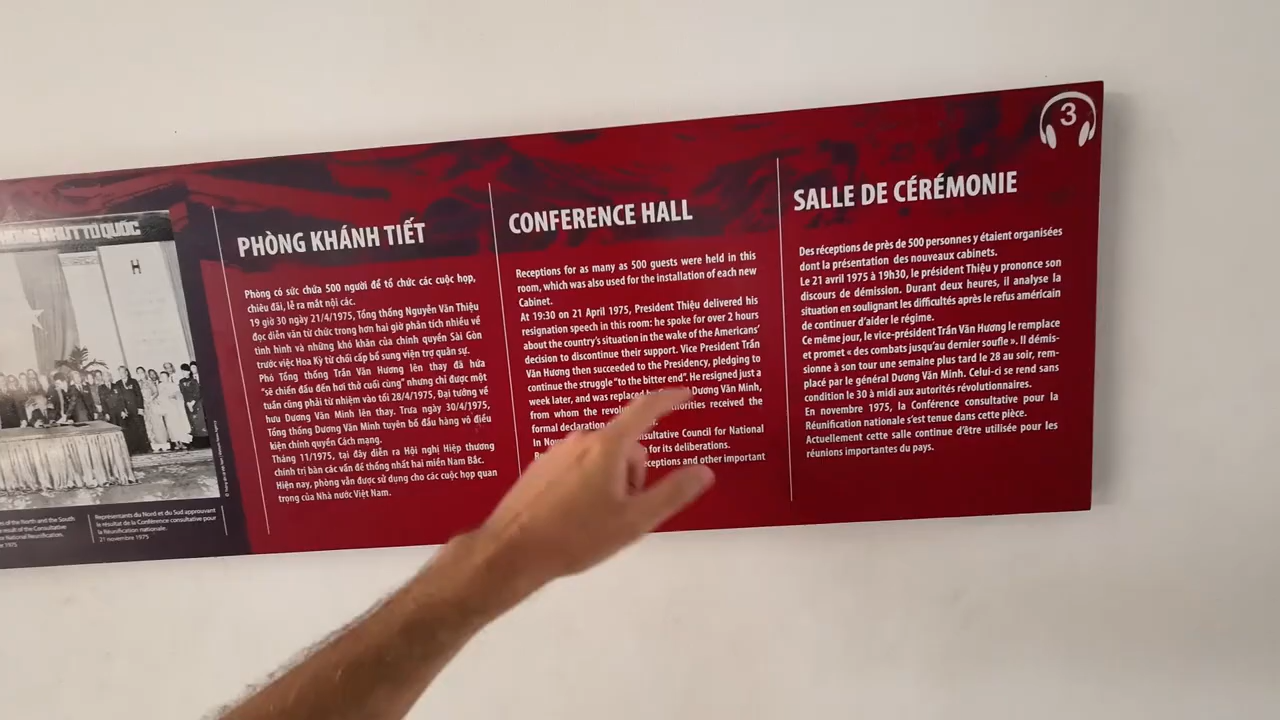 3
THỐNG NHỨT TỔ QUỐC
H
PHÒNG KHÁNH TIẾT
Phòng có sức chứa 500 người để tổ chức các cuộc họp,
chiêu đãi, lễ ra mắt nội các.
19 giờ 30 ngày 21/4/1975, Tổng thống Nguyễn Văn Thiệu
đọc diễn văn từ chức trong hơn hai giờ phân tích nhiều về
tình hình và những khó khăn của chính quyền Sài Gòn
trước việc Hoa Kỳ từ chối cấp bổ sung viện trợ quân sự.
Phó Tổng thống Trần Văn Hương lên thay đã hứa
"sẽ chiến đấu đến hơi thở cuối cùng" nhưng chỉ được một
tuần cũng phải từ nhiệm vào tối 28/4/1975, Đại tướng về
hưu Dương Văn Minh lên thay. Trưa ngày 30/4/1975,
Tổng thống Dương Văn Minh tuyên bố đầu hàng vô điều
kiện chính quyền Cách mạng.
Tháng 11/1975, tại đây diễn ra Hội nghị Hiệp thương
chính trị bàn các vấn đề thống nhất hai miền Nam Bắc.
Hiện nay, phòng vẫn được sử dụng cho các cuộc họp quan
trọng của Nhà nước Việt Nam.
CONFERENCE HALL
Receptions for as many as 500 guests were held in this
room, which was also used for the installation of each new
Cabinet.
At 19:30 on 21 April 1975, President Thiệu delivered his
resignation speech in this room: he spoke for over 2 hours
about the country's situation in the wake of the Americans'
decision to discontinue their support. Vice President Trần
Văn Hương then succeeded to the Presidency, pledging to
continue the struggle "to the bitter end". He resigned just a
week later, and was replaced Dương Văn Minh,
from whom the received the
formal declaration
In Council for National
for its deliberations.
and other important
SALLE DE CÉRÉMONIE
Des réceptions de près de 500 personnes y étaient organisées
dont la présentation des nouveaux cabinets.
Le 21 avril 1975 à 19h30, le président Thiệu y prononce son
discours de démission. Durant deux heures, il analyse la
situation en soulignant les difficultés après le refus américain
de continuer d'aider le régime.
Ce même jour, le vice-président Trần Văn Hương le remplace
et promet « des combats jusqu'au dernier soufle ». Il démis-
sionne à son tour une semaine plus tard le 28 au soir, rem-
placé par le général Dương Văn Minh. Celui-ci se rend sans
condition le 30 à midi aux autorités révolutionnaires.
En novembre 1975, la Conférence consultative pour la
Réunification nationale s'est tenue dans cette pièce.
Actuellement cette salle continue d'être utilisée pour les
réunions importantes du pays.
of the North and the South
result of the Consultative
National Reunification.
1975
Représentants du Nord et du Sud approuvant
le résultat de la Conférence consultative pour
la Réunification nationale.
21 novembre 1975